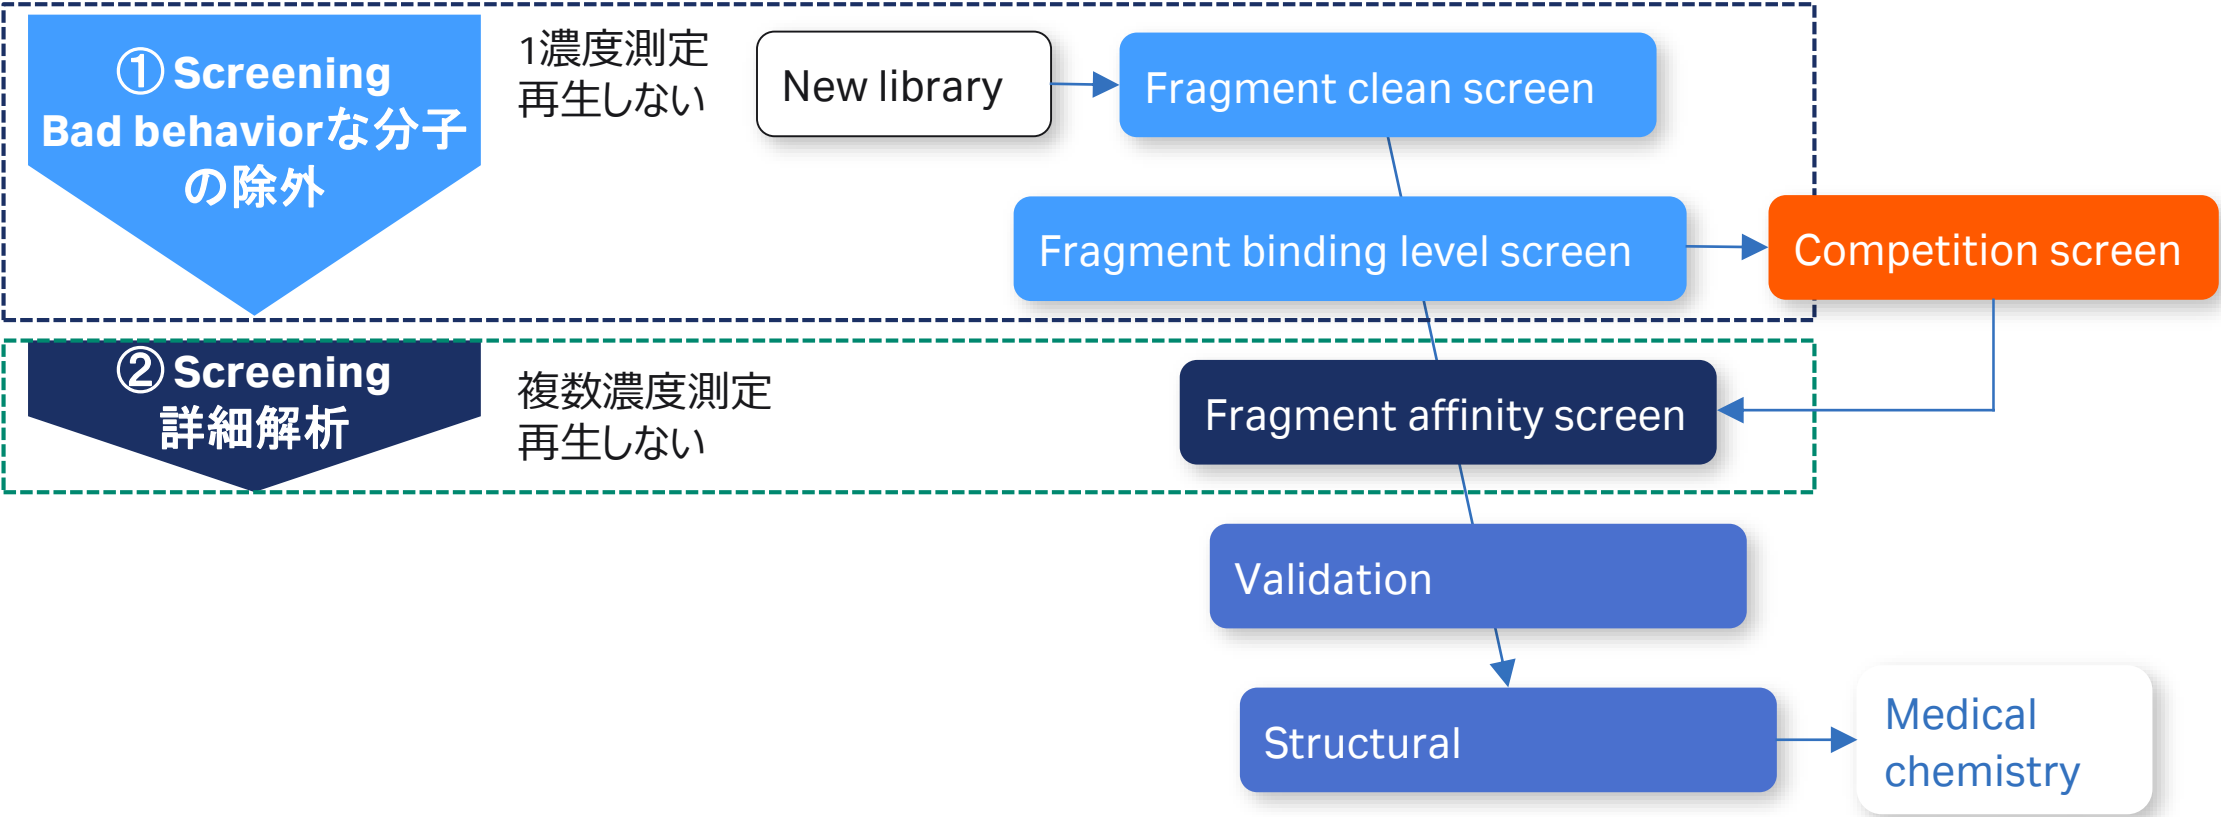 ① Screening
Bad behaviorな分子
の除外
1濃度測定
再生しない
New library
Fragment clean screen
Fragment binding level screen
Competition screen
② Screening
詳細解析
複数濃度測定
再生しない
Fragment affinity screen
Validation
Structural
Medical
chemistry